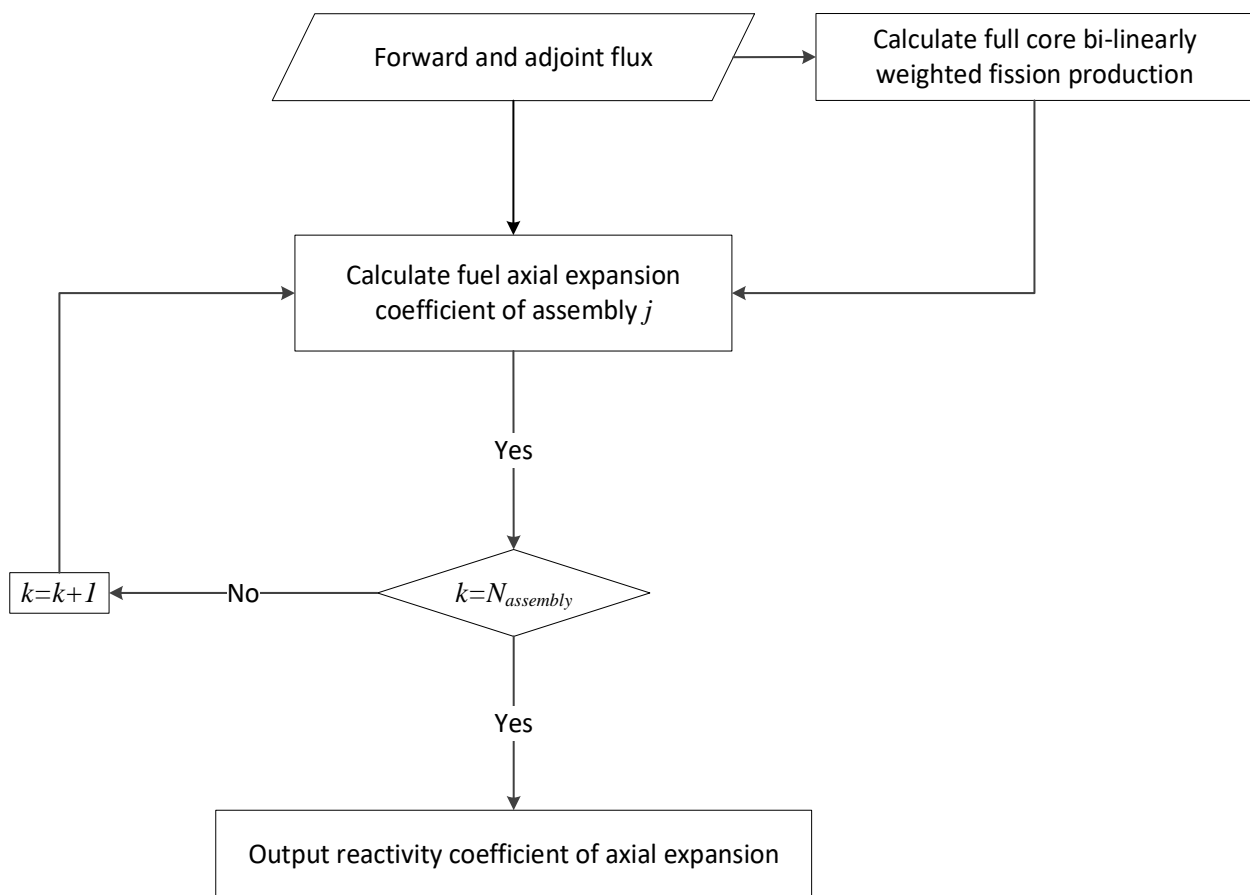 Forward and adjoint flux
Calculate full core bi-linearly
weighted fission production
Calculate fuel axial expansion
coefficient of assembly j
Yes
k=k+1
No
k=N_assembly
Yes
Output reactivity coefficient of axial expansion